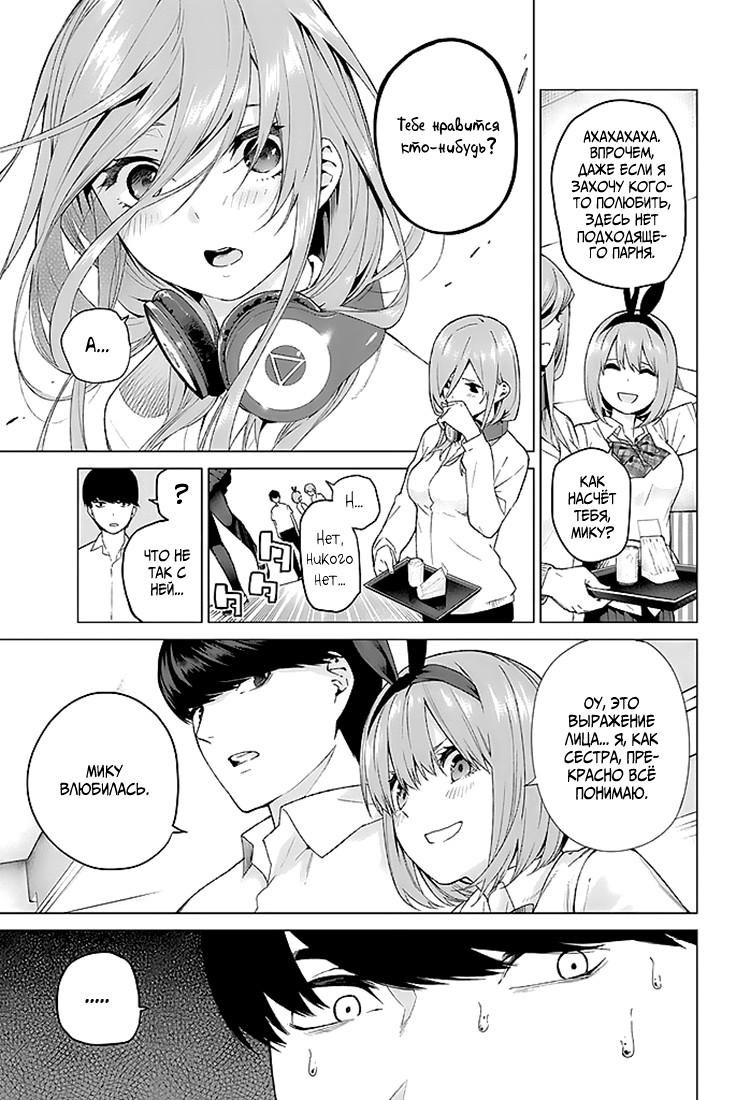 АХАХАХАХА.
ВПРОЧЕМ,
ДАЖЕ ЕСЛИ Я
ЗАХОЧУ КОГО-
ТО ПОЛЮБИТЬ,
ЗДЕСЬ НЕТ
ПОДХОДЯЩЕ-
ГО ПАРНЯ.
КАК
НАСЧЁТ
ТЕБЯ,
МИКУ?
Тебе нравится
кто-нибудь?
А...
Н...
Нет,
никого
нет...
?
ЧТО НЕ
ТАК С
НЕЙ...
ОУ, ЭТО
ВЫРАЖЕНИЕ
ЛИЦА... Я, КАК
СЕСТРА, ПРЕ-
КРАСНО ВСЁ
ПОНИМАЮ.
МИКУ
ВЛЮБИЛАСЬ.
.....